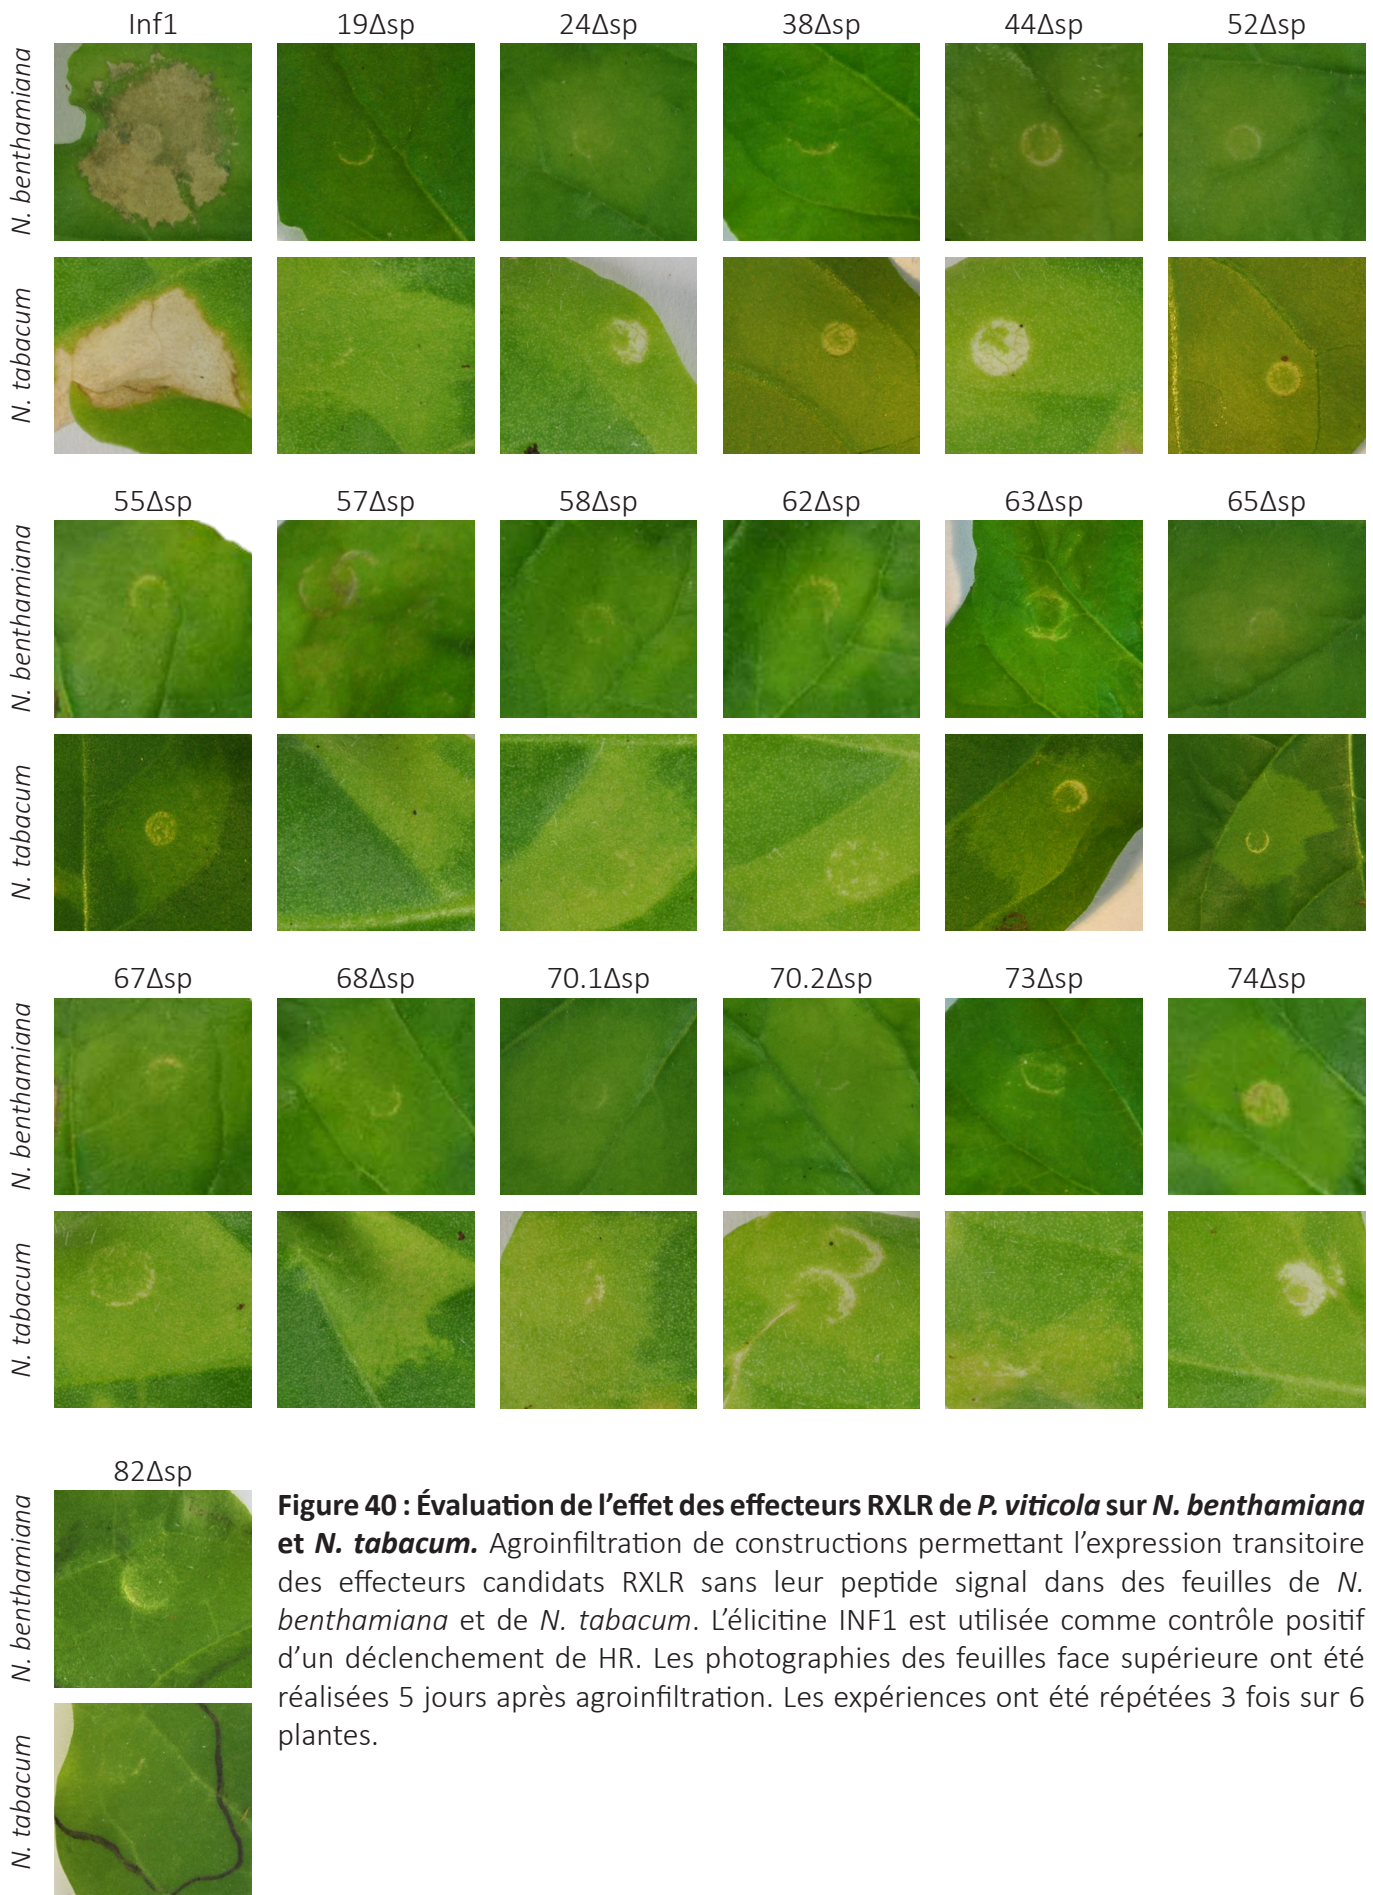 Inf1 19Δsp 24Δsp 38Δsp 44Δsp 52Δsp
N. benthamiana
N. tabacum
55Δsp 57Δsp 58Δsp 62Δsp 63Δsp 65Δsp
N. benthamiana
N. tabacum
67Δsp 68Δsp 70.1Δsp 70.2Δsp 73Δsp 74Δsp
N. benthamiana
N. tabacum
82Δsp
N. benthamiana
N. tabacum
Figure 40 : Évaluation de l'effet des effecteurs RXLR de P. viticola sur N. benthamiana
et N. tabacum. Agroinfiltration de constructions permettant l'expression transitoire
des effecteurs candidats RXLR sans leur peptide signal dans des feuilles de N.
benthamiana et de N. tabacum. L'élicitine INF1 est utilisée comme contrôle positif
d'un déclenchement de HR. Les photographies des feuilles face supérieure ont été
réalisées 5 jours après agroinfiltration. Les expériences ont été répétées 3 fois sur 6
plantes.